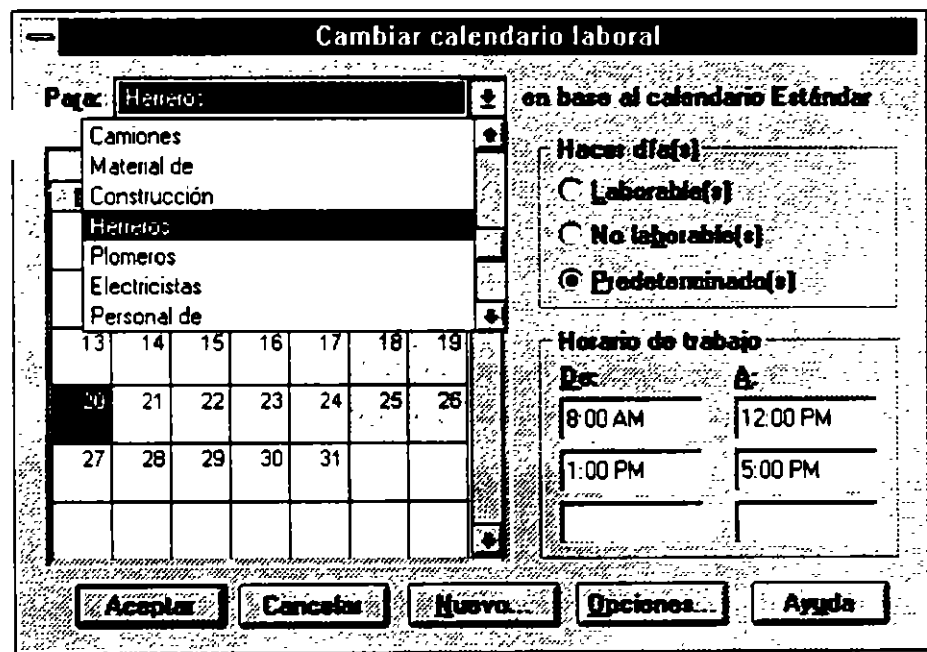 Cambiar calendario laboral
Para: Herreros
en base al calendario Estándar
Camiones
Material de
Construcción
Herreros
Plomeros
Electricistas
Personal de
13 14 15 16 17 18 19
20 21 22 23 24 25 26
27 28 29 30 31
Hacer día(s)
Laborable(s)
No laborable(s)
Predeterminado(s)
Horario de trabajo
De: A:
8:00 AM 12:00 PM
1:00 PM 5:00 PM
Aceptar Cancelar Nuevo... Opciones... Ayuda